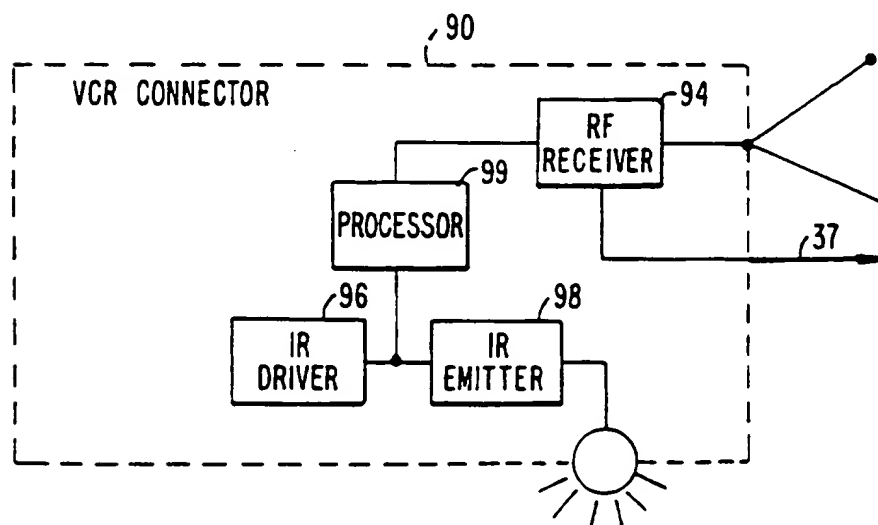 90
VCR CONNECTOR
94
RF
RECEIVER
99
PROCESSOR
37
96
98
IR
DRIVER
IR
EMITTER